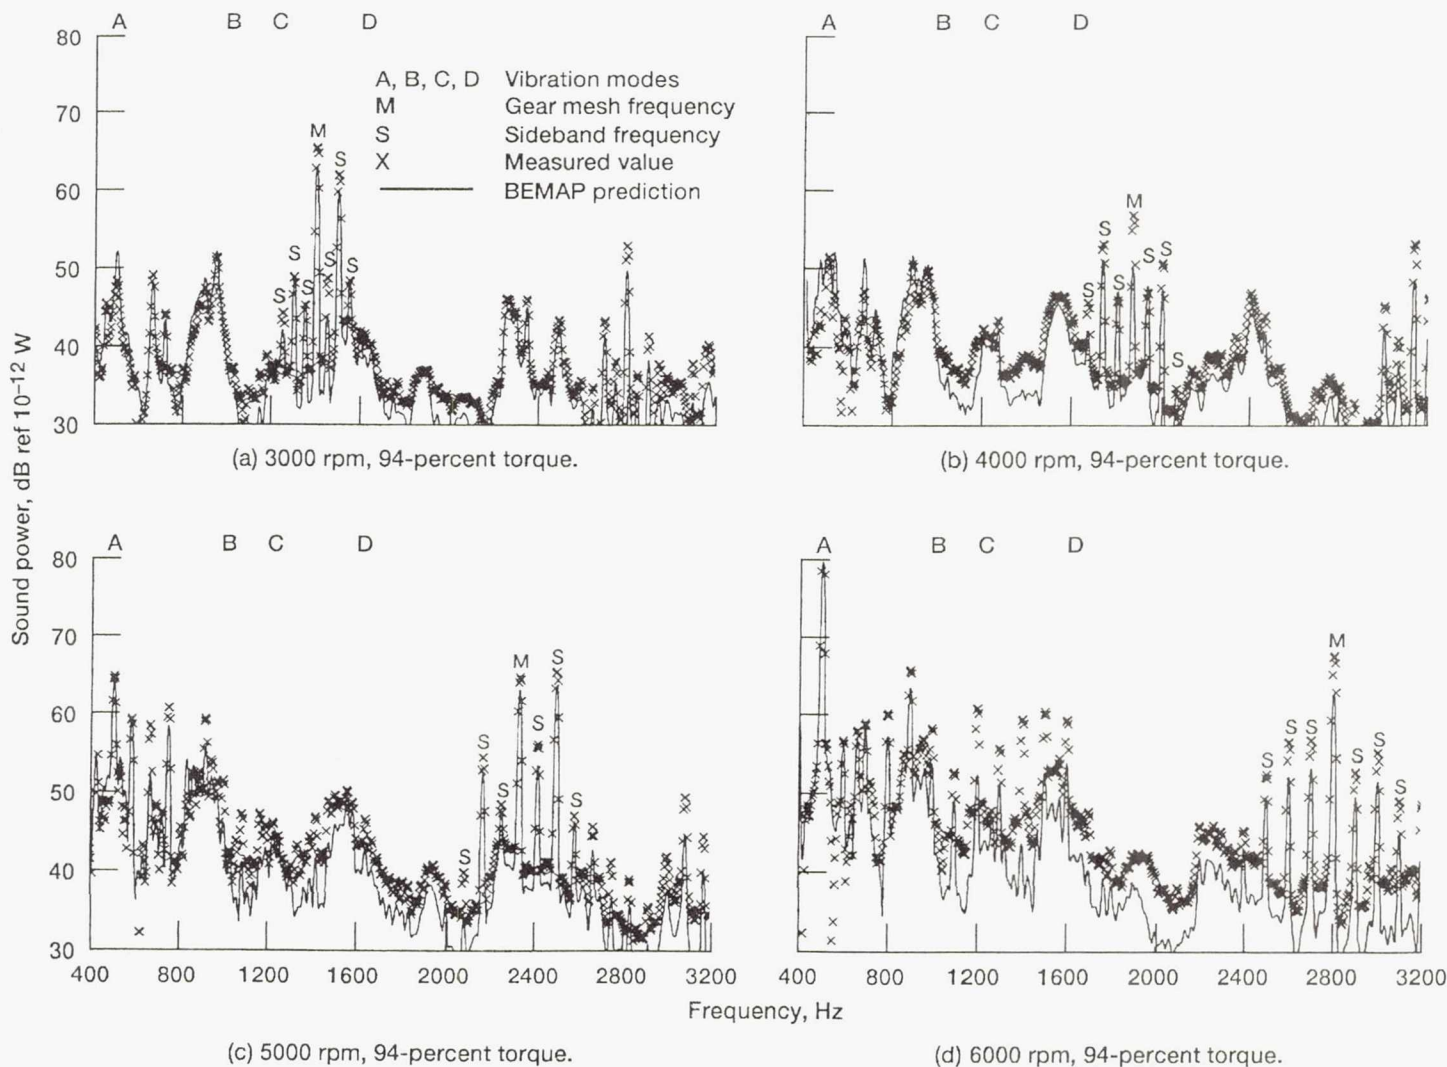 A B C D
80
70
60
50
40
30
A, B, C, D Vibration modes
M Gear mesh frequency
S Sideband frequency
X Measured value
BEMAP prediction
M
S
S
S
S
S
S
(a) 3000 rpm, 94-percent torque.
A B C D
M
S
S
S
S
S
S
(b) 4000 rpm, 94-percent torque.
Sound power, dB ref 10⁻¹² W
A B C D
80
70
60
50
40
30
M
S
S
S
S
S
S
400 800 1200 1600 2000 2400 2800 3200
(c) 5000 rpm, 94-percent torque.
A B C D
M
S
S
S
S
S
S
400 800 1200 1600 2000 2400 2800 3200
(d) 6000 rpm, 94-percent torque.
Frequency, Hz